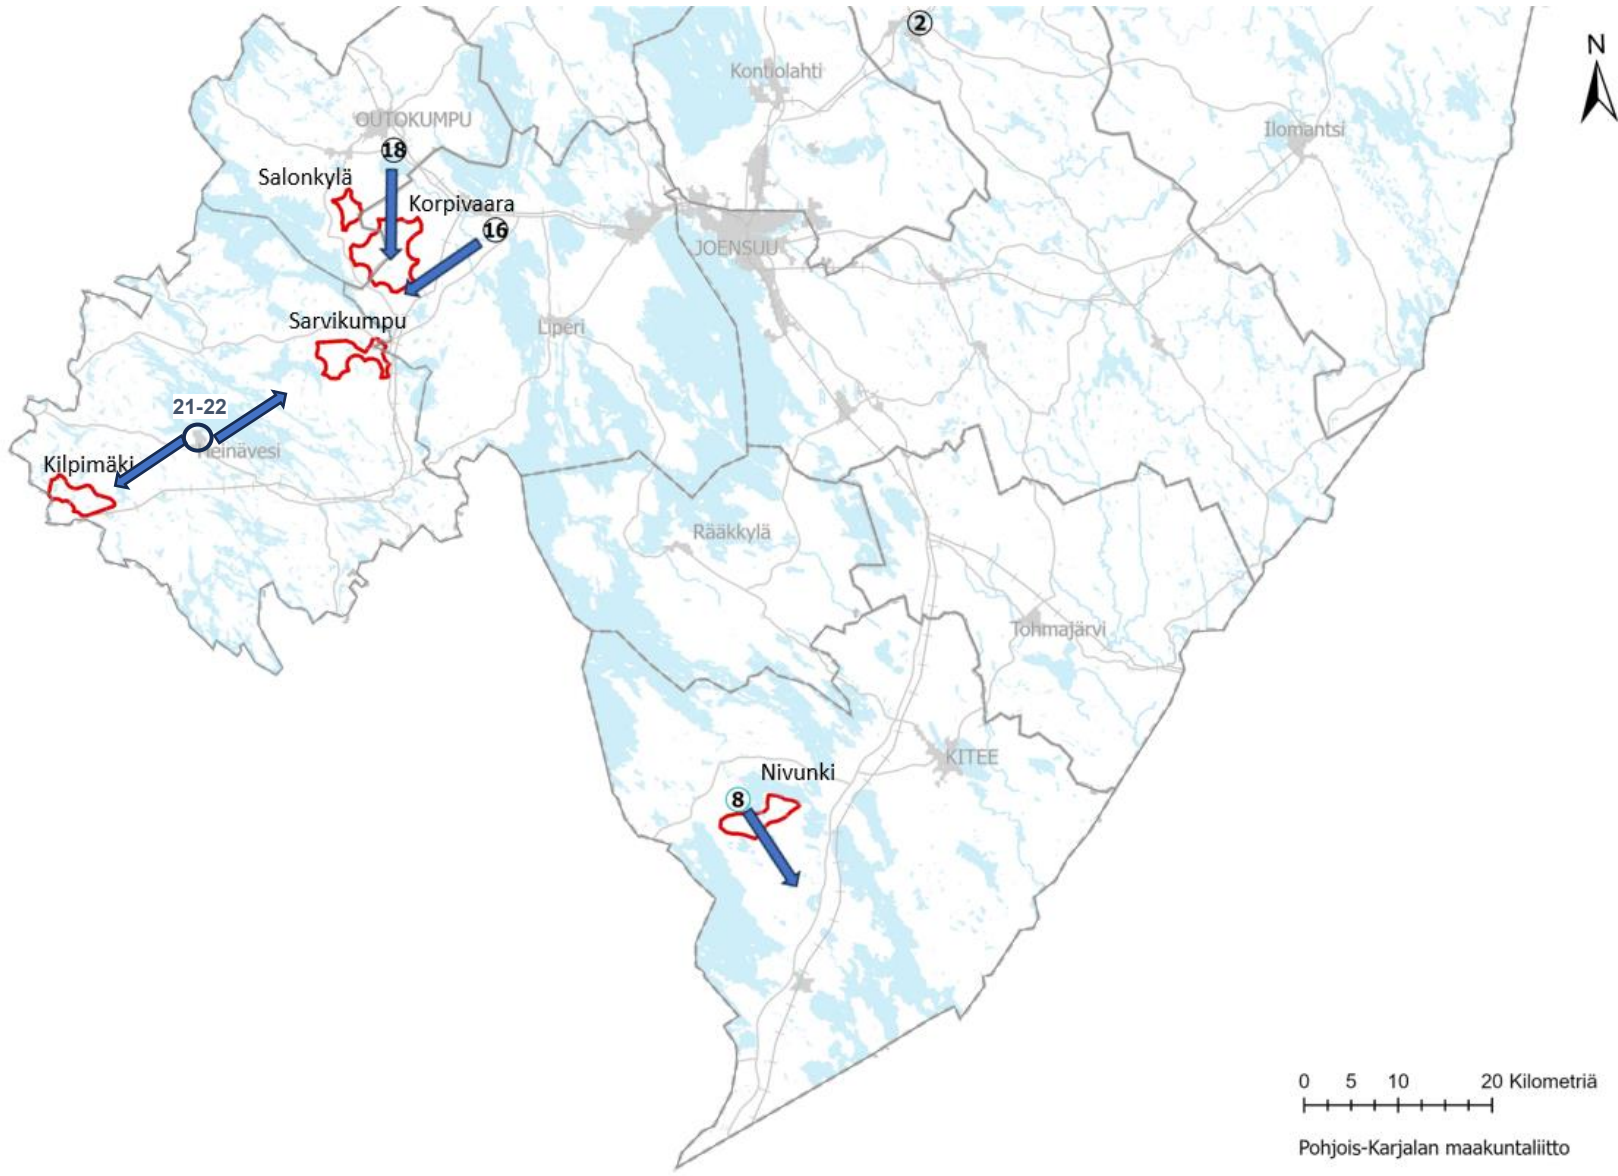 2
N
Kontiolahti
OUTOKUMPU
Ilomantsi
18
Salonkylä
Korpivaara
16
JOENSUU
Sarvikumpu
Liperi
21-22
Heinävesi
Kilpimäki
Rääkkylä
Tohmajärvi
KITEE
Nivunki
8
0 5 10 20 Kilometriä
Pohjois-Karjalan maakuntaliitto